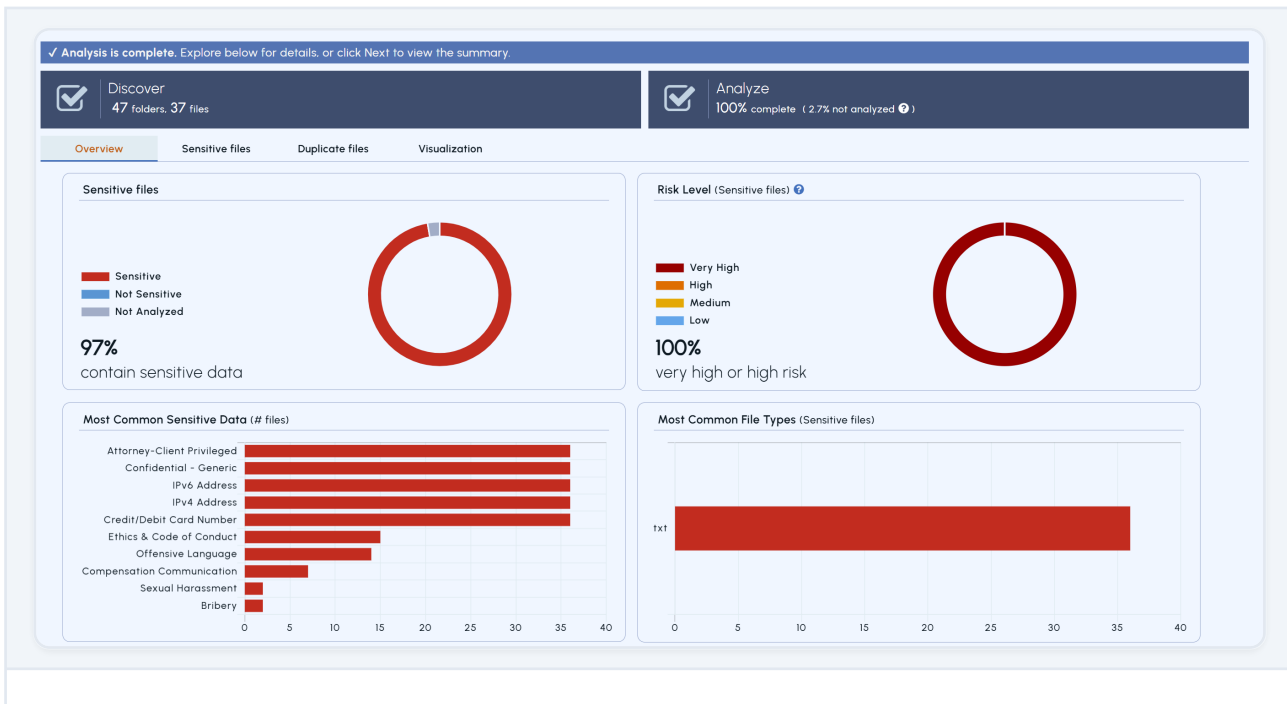 ✓ Analysis is complete. Explore below for details, or click Next to view the summary.
Discover
47 folders, 37 files
Analyze
100% complete ( 2.7% not analyzed ? )
Overview
Sensitive files
Duplicate files
Visualization
Sensitive files
Sensitive
Not Sensitive
Not Analyzed
97%
contain sensitive data
Risk Level (Sensitive files) ?
Very High
High
Medium
Low
100%
very high or high risk
Most Common Sensitive Data (# files)
Attorney-Client Privileged
Confidential - Generic
IPv6 Address
IPv4 Address
Credit/Debit Card Number
Ethics & Code of Conduct
Offensive Language
Compensation Communication
Sexual Harassment
Bribery
0 5 10 15 20 25 30 35 40
Most Common File Types (Sensitive files)
txt
0 5 10 15 20 25 30 35 40